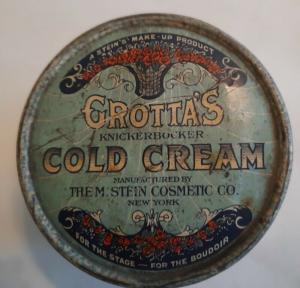 A STEIN'S MAKE-UP PRODUCT
GROTTA'S
KNICKERBOCKER
COLD CREAM
MANUFACTURED BY
THE M. STEIN COSMETIC CO.
NEW YORK
FOR THE STAGE — FOR THE BOUDOIR